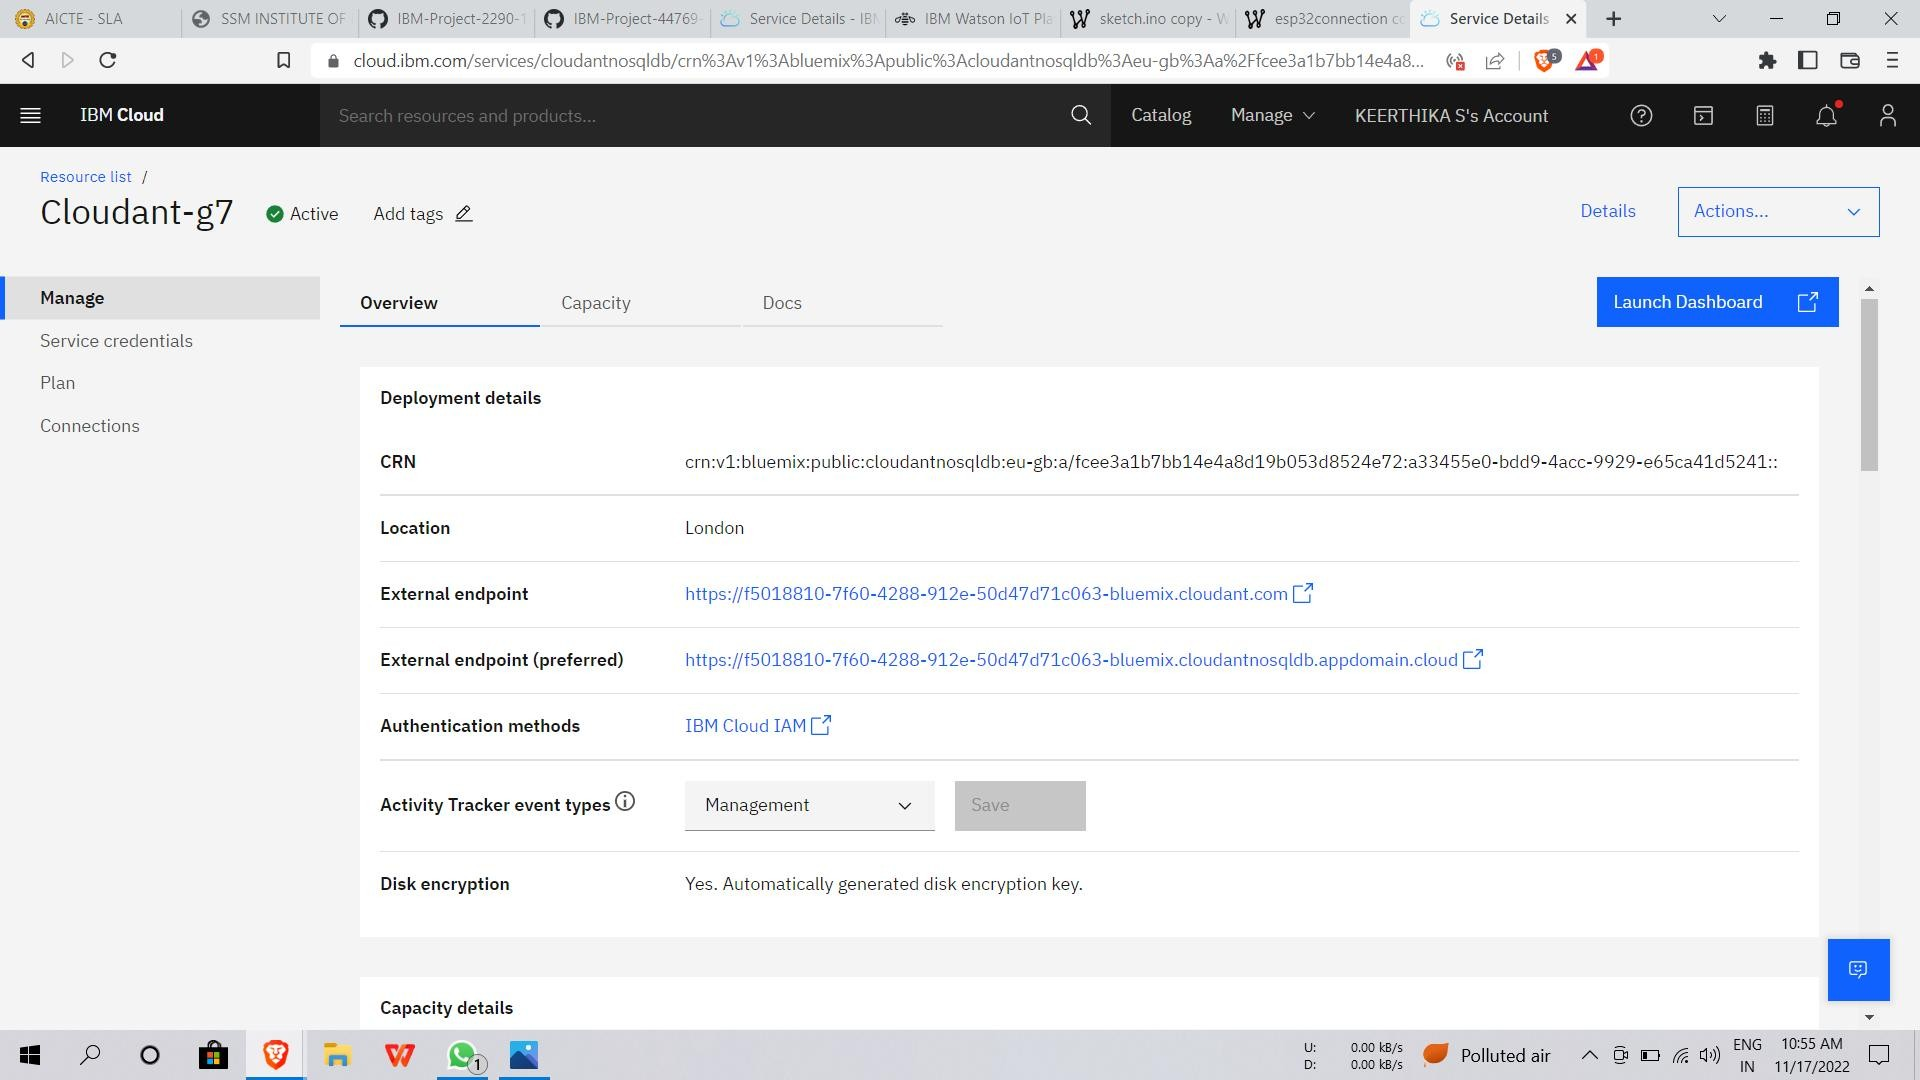 AICTE - SLA
SSM INSTITUTE OF
IBM-Project-2290-1
IBM-Project-44769-
Service Details - IBM
IBM Watson IoT Pla
sketch.ino copy - W
esp32connection co
Service Details
cloud.ibm.com/services/cloudantnosqldb/crn%3Av1%3Abluemix%3Apublic%3Acloudantnosqldb%3Aeu-gb%3Aa%2Ffcee3a1b7bb14e4a8...
5
1
IBM Cloud
Search resources and products...
Catalog
Manage
KEERTHIKA S's Account
Resource list /
Cloudant-g7
Active
Add tags
Details
Actions...
Manage
Service credentials
Plan
Connections
Overview
Capacity
Docs
Launch Dashboard
Deployment details
CRN crn:v1:bluemix:public:cloudantnosqldb:eu-gb:a/fcee3a1b7bb14e4a8d19b053d8524e72:a33455e0-bdd9-4acc-9929-e65ca41d5241::
Location London
External endpoint https://f5018810-7f60-4288-912e-50d47d71c063-bluemix.cloudant.com
External endpoint (preferred) https://f5018810-7f60-4288-912e-50d47d71c063-bluemix.cloudantnosqldb.appdomain.cloud
Authentication methods IBM Cloud IAM
Activity Tracker event types Management Save
Disk encryption Yes. Automatically generated disk encryption key.
Capacity details
1
U: 0.00 kB/s
D: 0.00 kB/s
Polluted air
ENG
IN
10:55 AM
11/17/2022